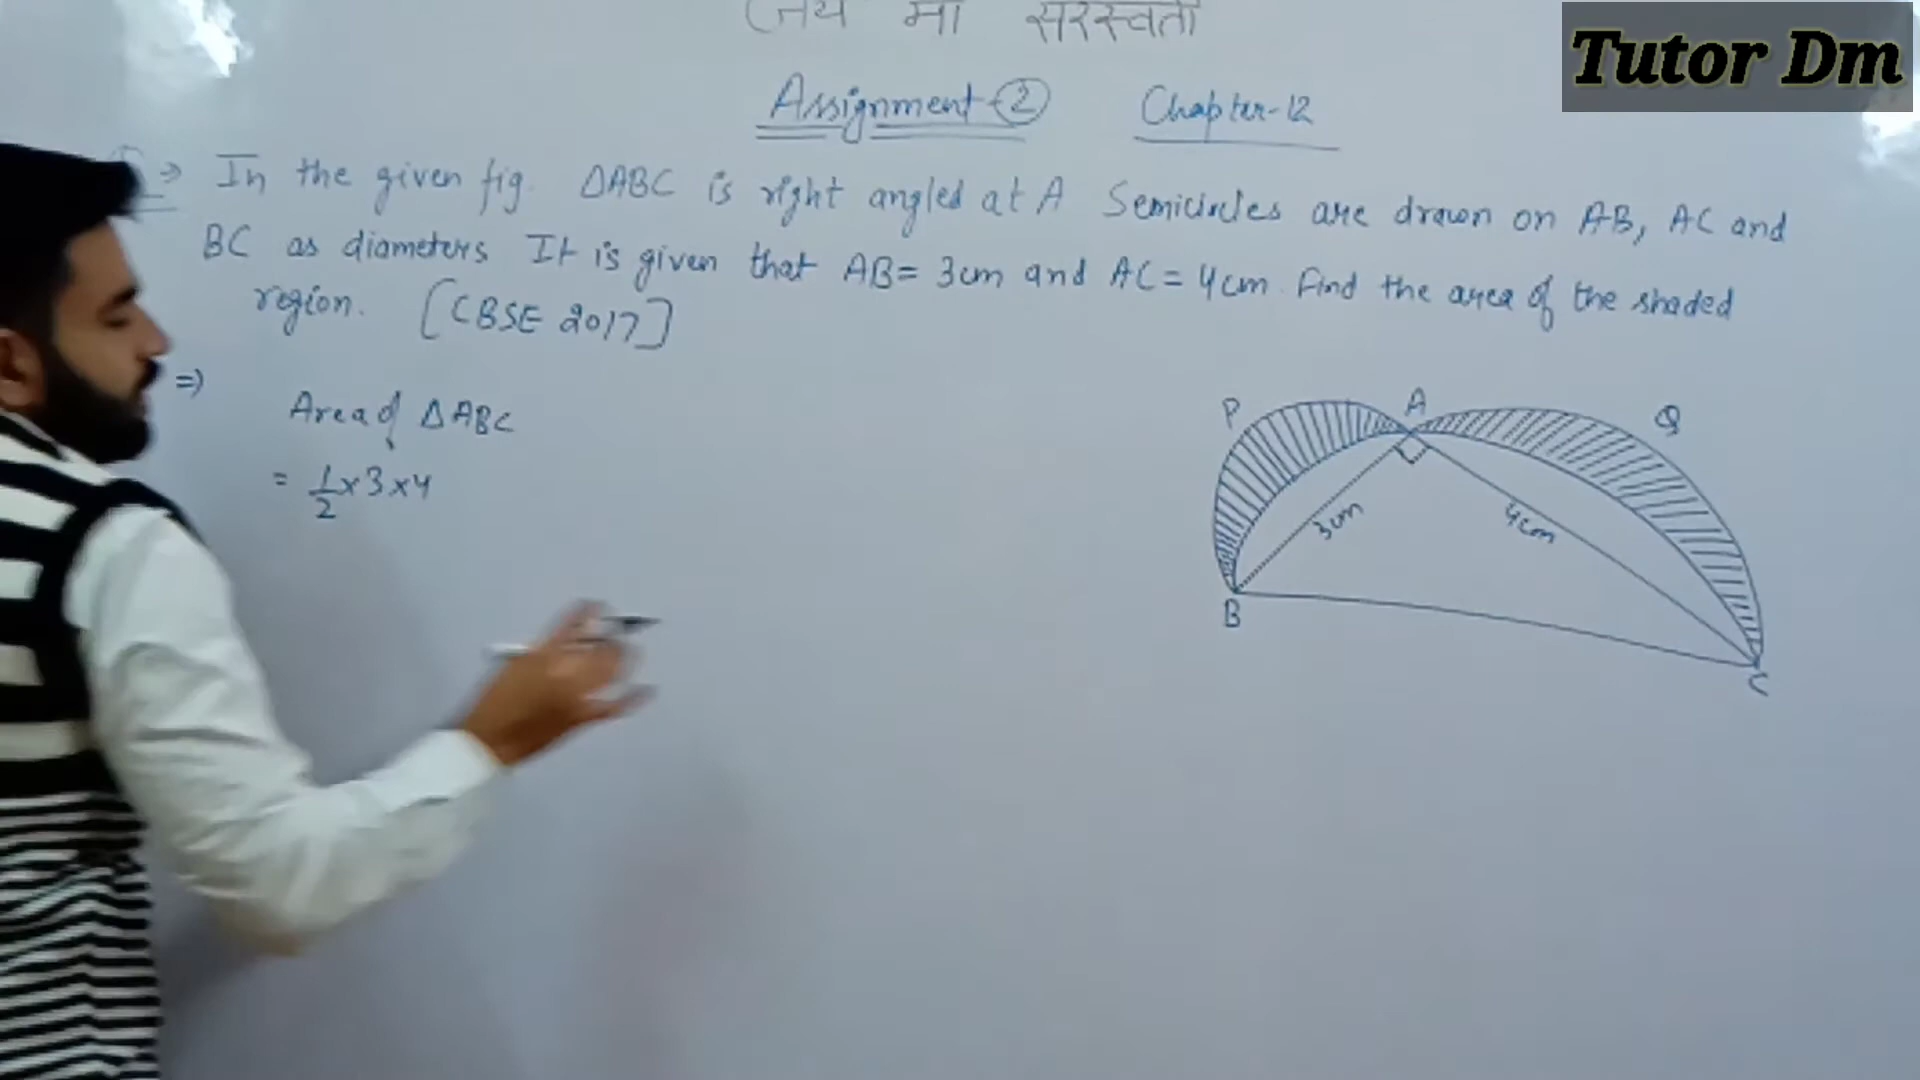 जय मां सरस्वती
Tutor Dm
Assignment-② Chapter-12
⇒ In the given fig. ΔABC is right angled at A Semicircles are drawn on AB, AC and
BC as diameters It is given that AB= 3cm and AC= 4cm. Find the area of the shaded
region. [CBSE 2017]
⇒
Area of ΔABC
= 1/2 x 3 x 4
P A Q
3cm 4cm
B
C